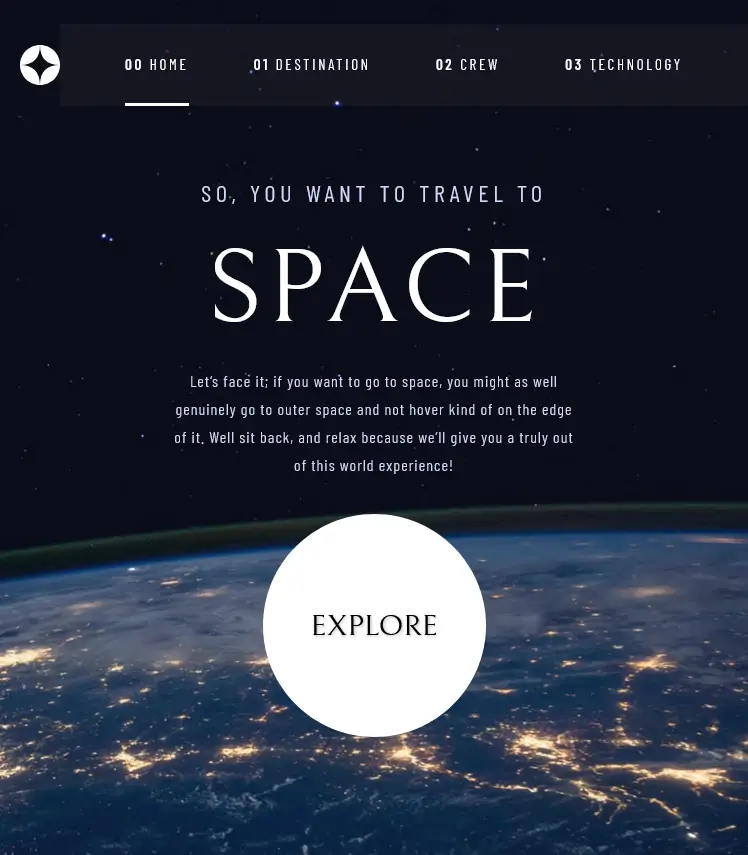 00 HOME 01 DESTINATION 02 CREW 03 TECHNOLOGY
SO, YOU WANT TO TRAVEL TO
SPACE
Let’s face it; if you want to go to space, you might as well
genuinely go to outer space and not hover kind of on the edge
of it. Well sit back, and relax because we’ll give you a truly out
of this world experience!
EXPLORE